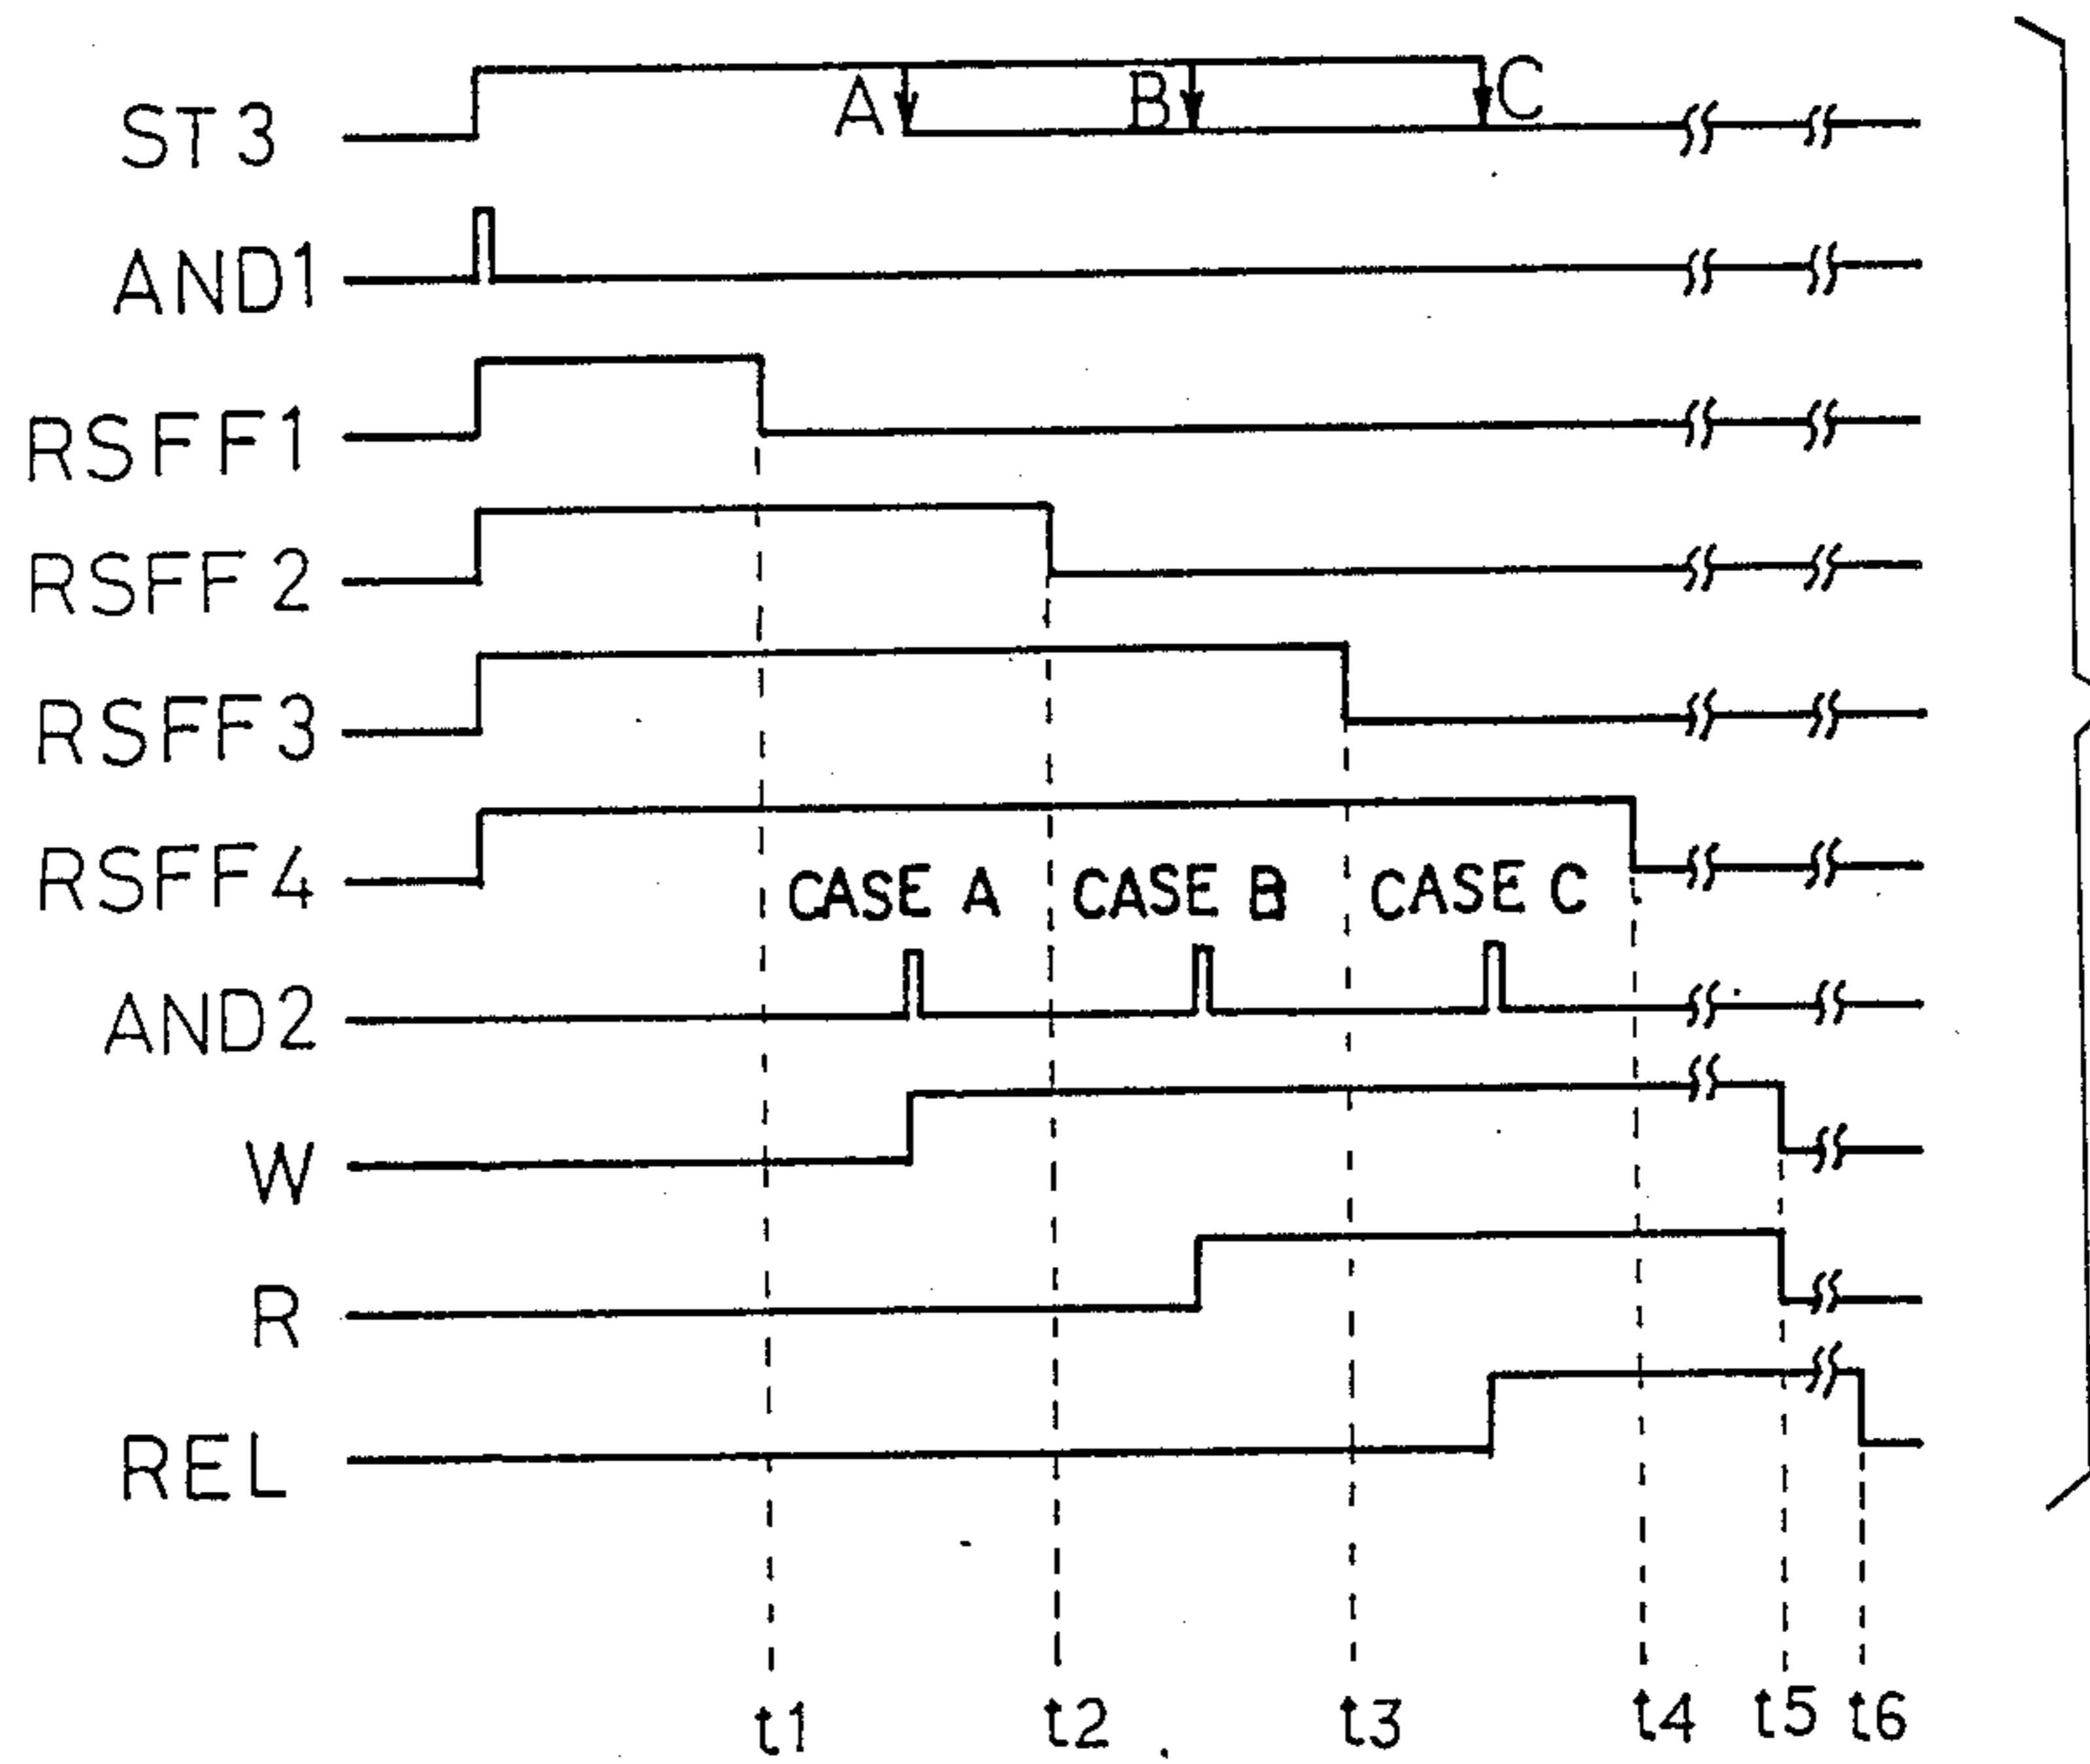 ST3 A B C
AND1
RSFF1
RSFF2
RSFF3
RSFF4
CASE A CASE B CASE C
AND2
W
R
REL
t1 t2 t3 t4 t5 t6